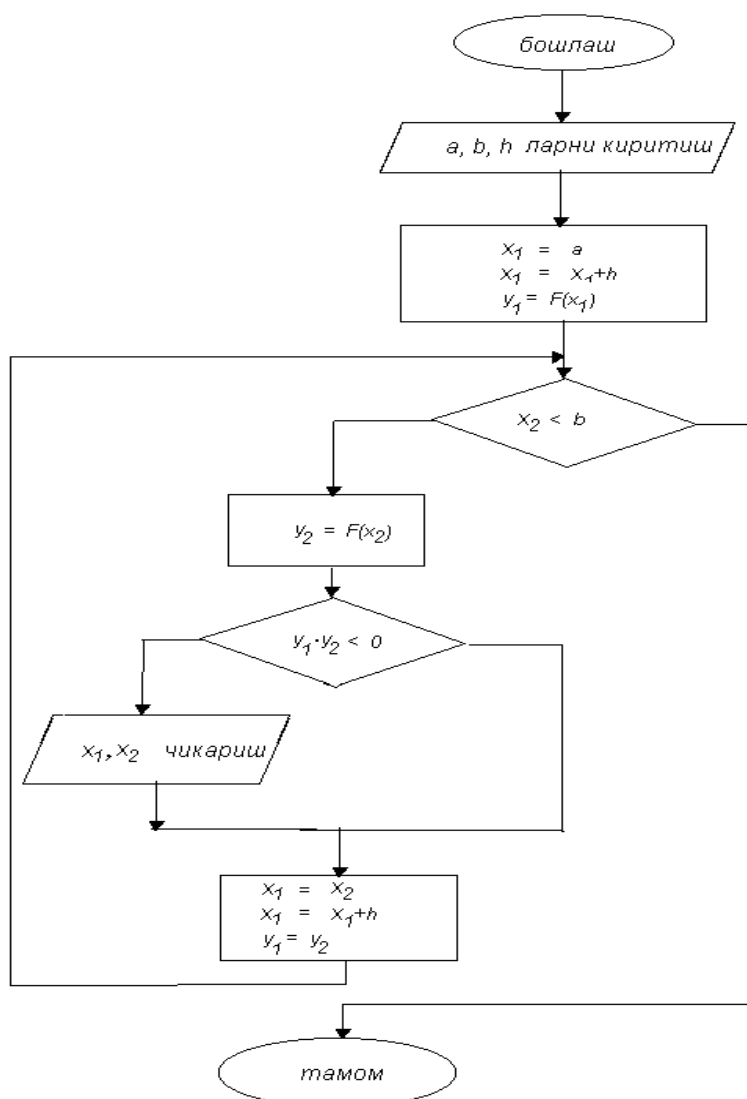 бошлаш
a, b, h ларни киритиш
x₁ = a
x₁ = x₁+h
y₁ = F(x₁)
x₂ < b
y₂ = F(x₂)
y₁·y₂ < 0
x₁, x₂ чикариш
x₁ = x₂
x₁ = x₁+h
y₁ = y₂
тамом